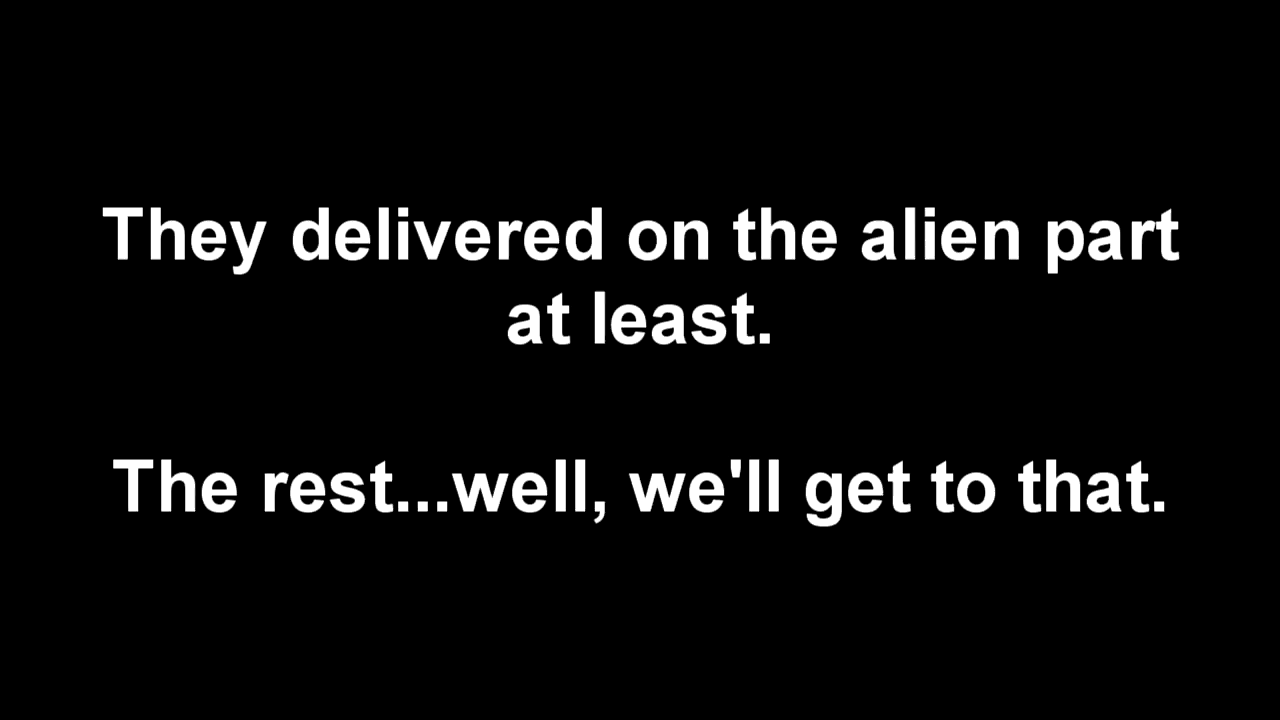 They delivered on the alien part
at least.
The rest...well, we'll get to that.